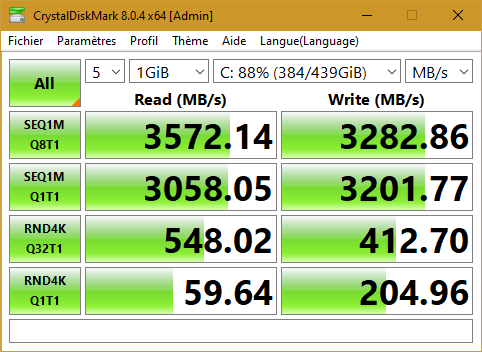 CrystalDiskMark 8.0.4 x64 [Admin]
Fichier Paramètres Profil Thème Aide Langue(Language)
All 5 1GiB C: 88% (384/439GiB) MB/s
Read (MB/s) Write (MB/s)
SEQ1M
Q8T1 3572.14 3282.86
SEQ1M
Q1T1 3058.05 3201.77
RND4K
Q32T1 548.02 412.70
RND4K
Q1T1 59.64 204.96